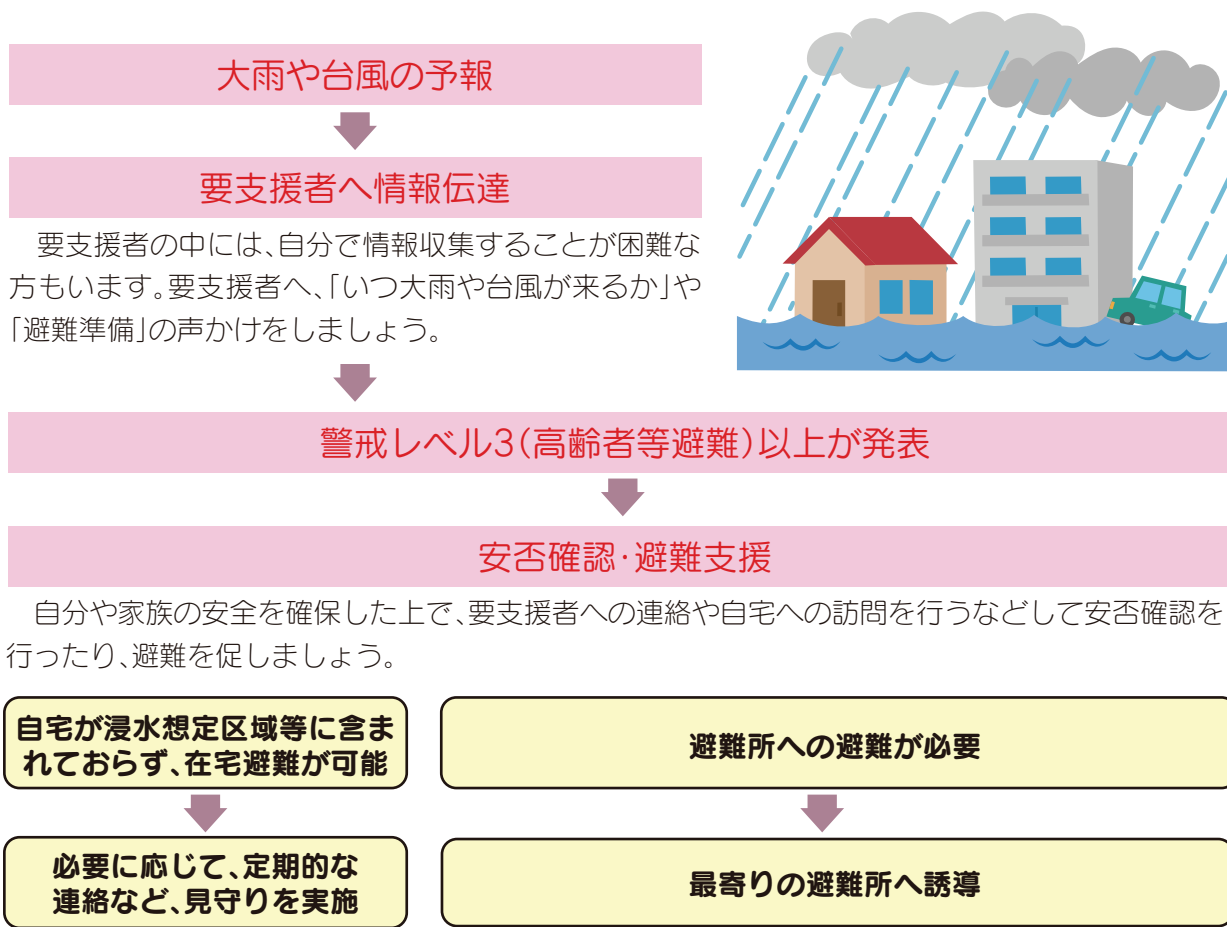 大雨や台風の予報
要支援者へ情報伝達
要支援者の中には、自分で情報収集することが困難な
方もいます。要支援者へ、「いつ大雨や台風が来るか」や
「避難準備」の声かけをしましょう。
警戒レベル3(高齢者等避難)以上が発表
安否確認・避難支援
自分や家族の安全を確保した上で、要支援者への連絡や自宅への訪問を行うなどして安否確認を
行ったり、避難を促しましょう。
自宅が浸水想定区域等に含ま
れておらず、在宅避難が可能
避難所への避難が必要
必要に応じて、定期的な
連絡など、見守りを実施
最寄りの避難所へ誘導